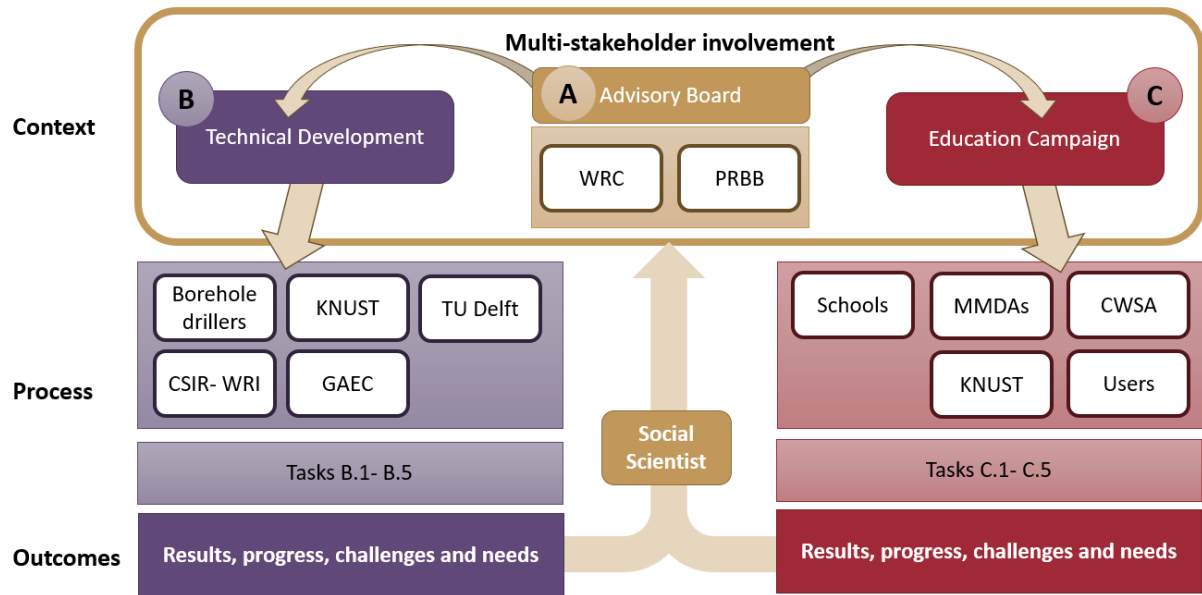 Multi-stakeholder involvement
Context
B
Technical Development
A
Advisory Board
WRC
PRBB
C
Education Campaign
Process
Borehole
drillers
KNUST
TU Delft
CSIR- WRI
GAEC
Tasks B.1- B.5
Social
Scientist
Schools
MMDAs
CWSA
KNUST
Users
Tasks C.1- C.5
Outcomes
Results, progress, challenges and needs
Results, progress, challenges and needs